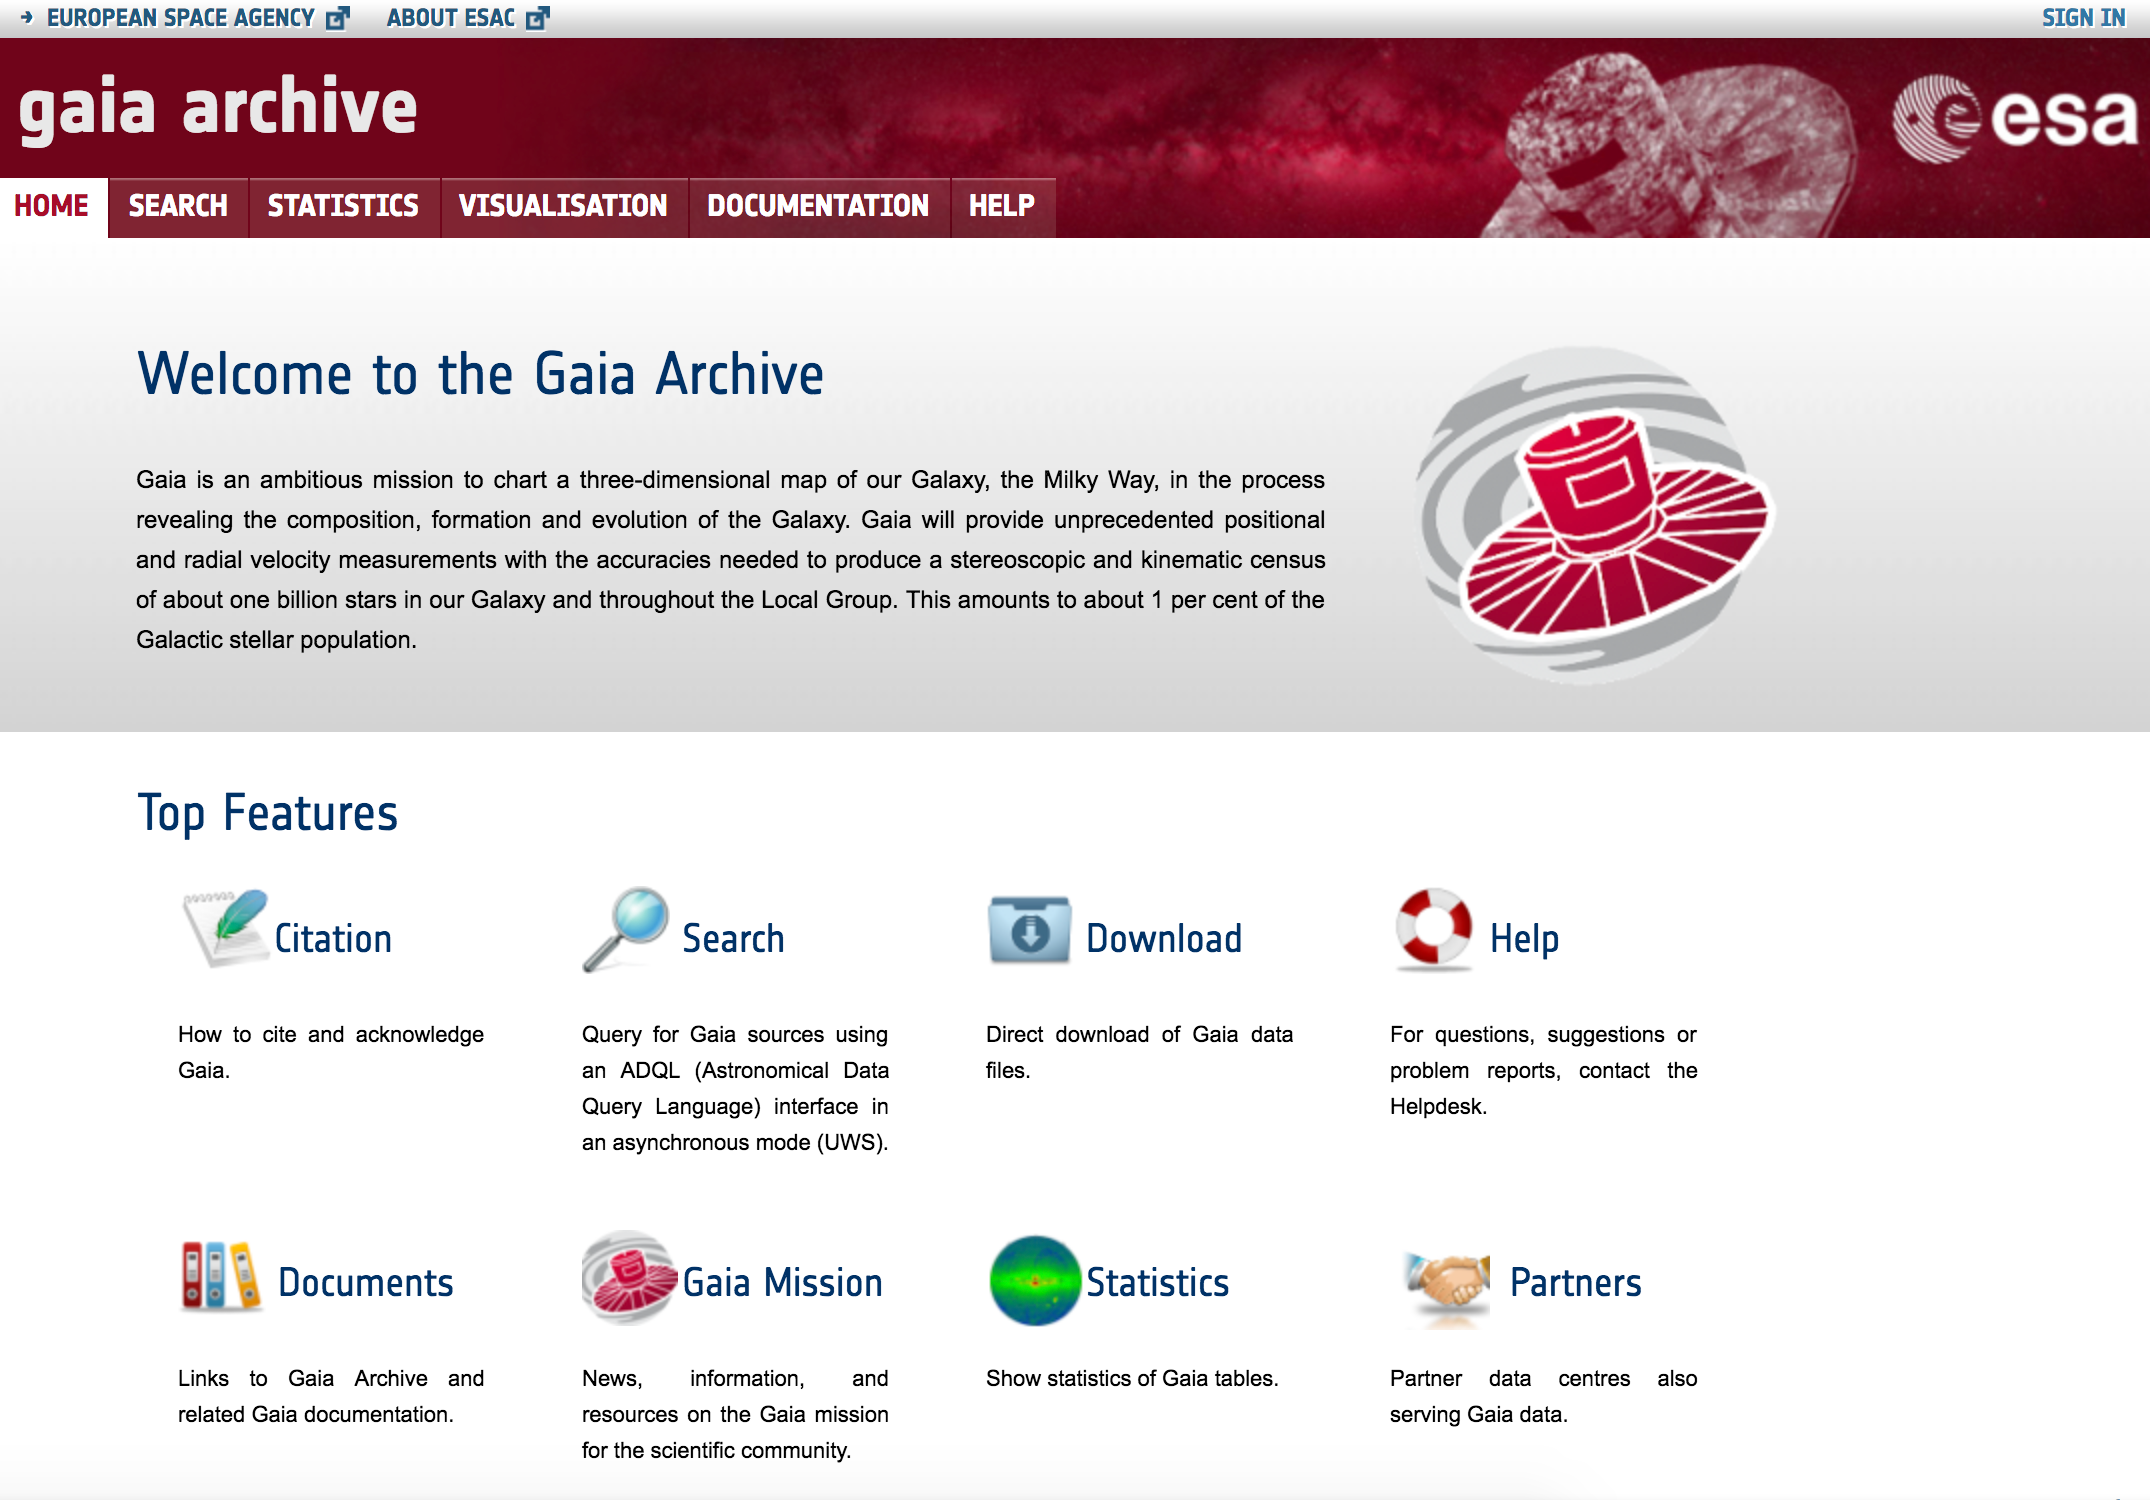 EUROPEAN SPACE AGENCY ABOUT ESAC SIGN IN
gaia archive
esa
HOME SEARCH STATISTICS VISUALISATION DOCUMENTATION HELP
Welcome to the Gaia Archive
Gaia is an ambitious mission to chart a three-dimensional map of our Galaxy, the Milky Way, in the process
revealing the composition, formation and evolution of the Galaxy. Gaia will provide unprecedented positional
and radial velocity measurements with the accuracies needed to produce a stereoscopic and kinematic census
of about one billion stars in our Galaxy and throughout the Local Group. This amounts to about 1 per cent of the
Galactic stellar population.
Top Features
Citation
How to cite and acknowledge
Gaia.
Search
Query for Gaia sources using
an ADQL (Astronomical Data
Query Language) interface in
an asynchronous mode (UWS).
Download
Direct download of Gaia data
files.
Help
For questions, suggestions or
problem reports, contact the
Helpdesk.
Documents
Links to Gaia Archive and
related Gaia documentation.
Gaia Mission
News, information, and
resources on the Gaia mission
for the scientific community.
Statistics
Show statistics of Gaia tables.
Partners
Partner data centres also
serving Gaia data.